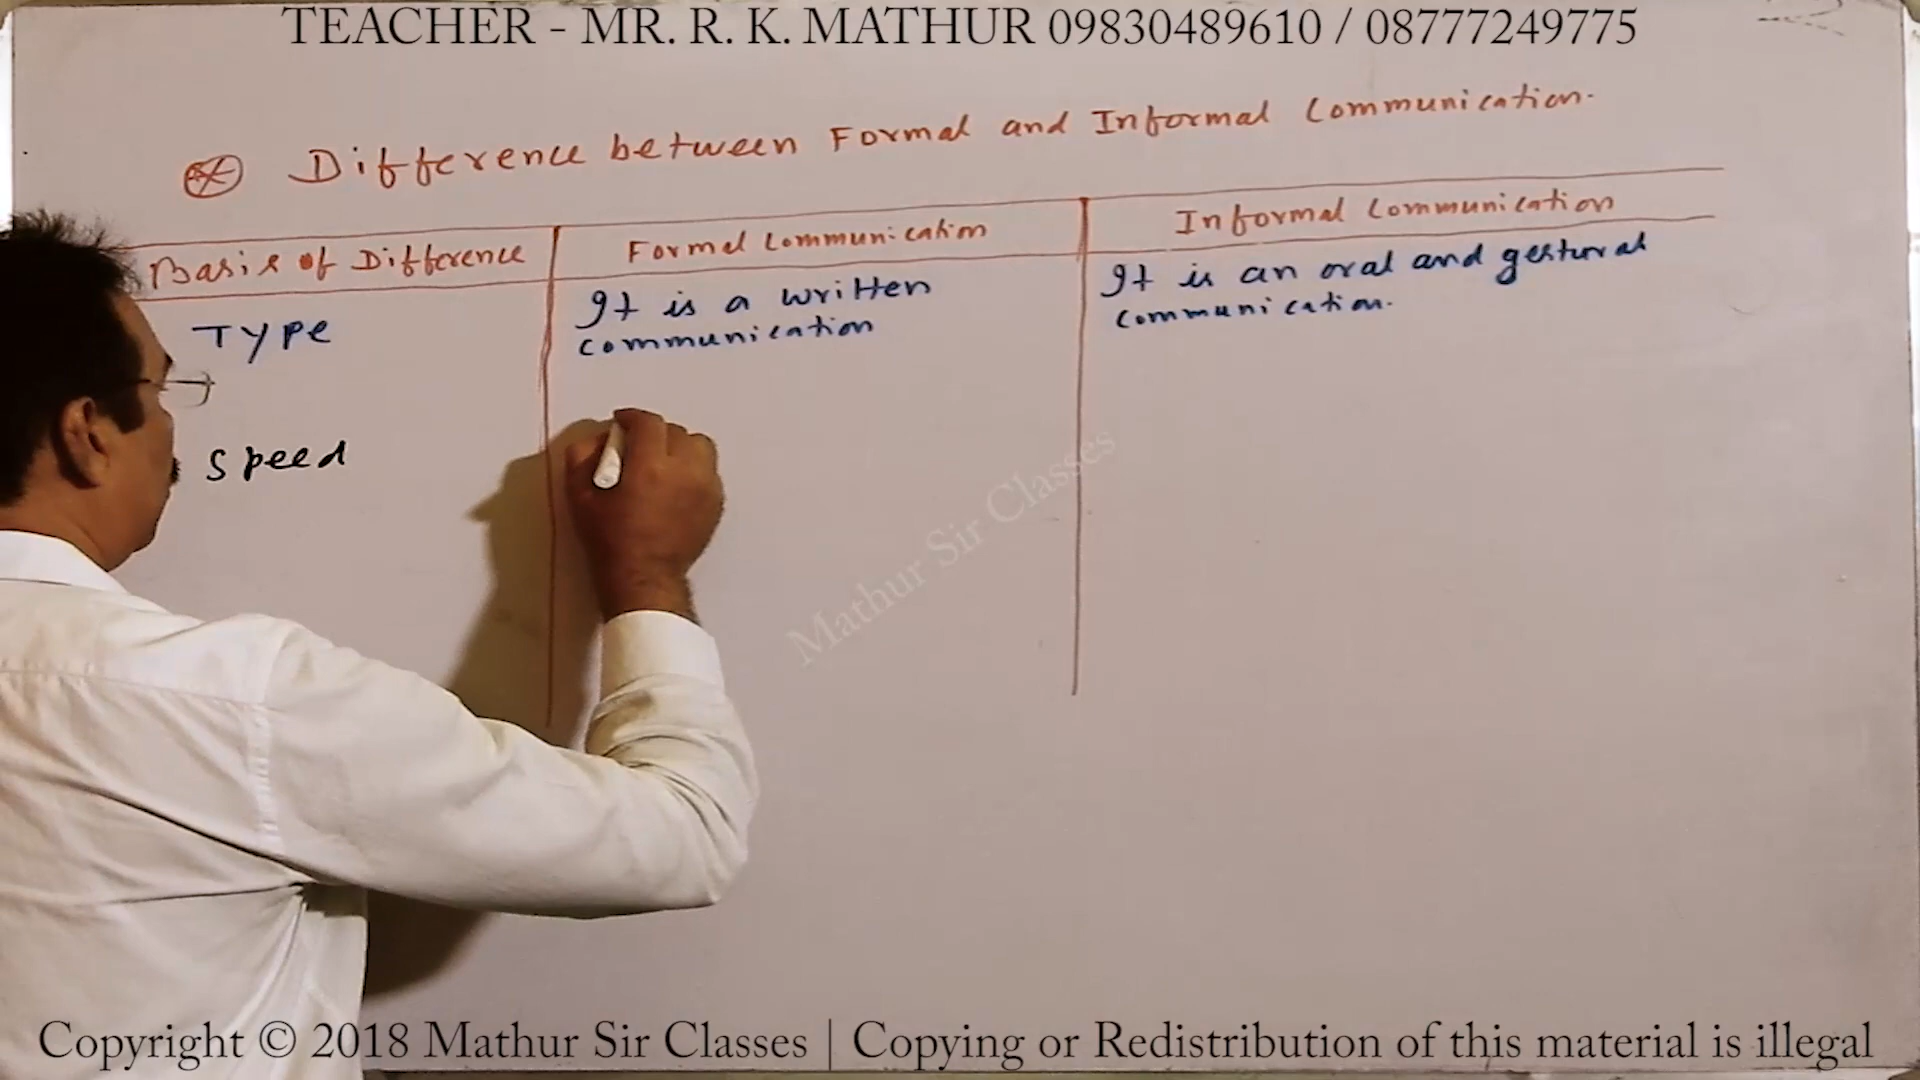 TEACHER - MR. R. K. MATHUR 09830489610 / 08777249775
Difference between Formal and Informal Communication.
Basis of Difference
Formal Communication
Informal Communication
Type
It is a written
communication
It is an oral and gestural
communication.
Speed
Mathur Sir Classes
Copyright © 2018 Mathur Sir Classes | Copying or Redistribution of this material is illegal